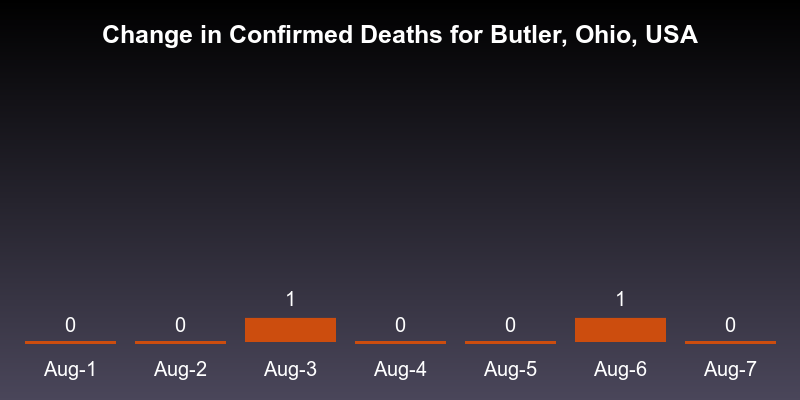 Change in Confirmed Deaths for Butler, Ohio, USA
1 1
0 0 0 0 0
Aug-1 Aug-2 Aug-3 Aug-4 Aug-5 Aug-6 Aug-7